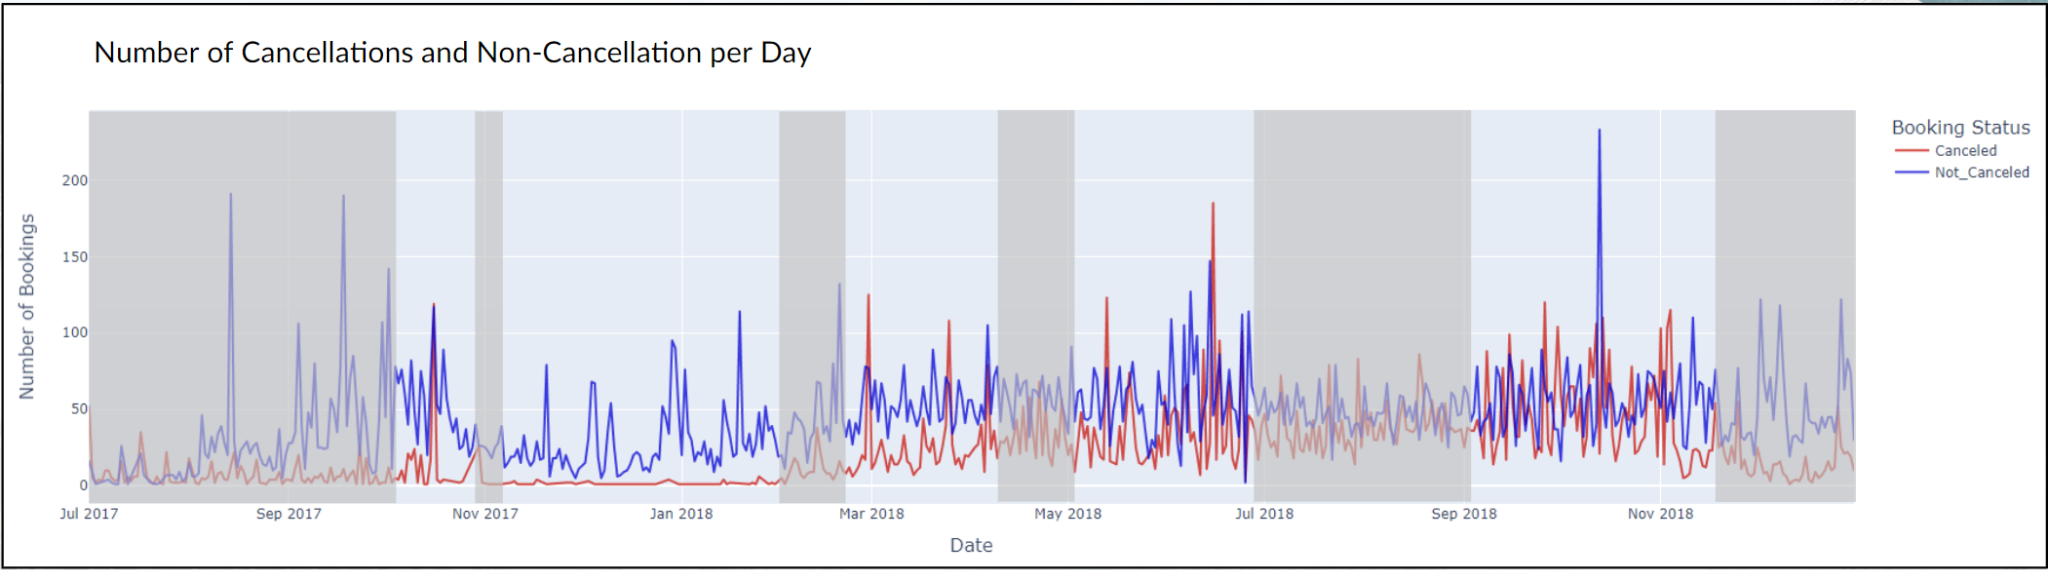 Number of Cancellations and Non-Cancellation per Day
Booking Status
Canceled
Not_Canceled
Number of Bookings
200
150
100
50
0
Jul 2017
Sep 2017
Nov 2017
Jan 2018
Mar 2018
May 2018
Jul 2018
Sep 2018
Nov 2018
Date